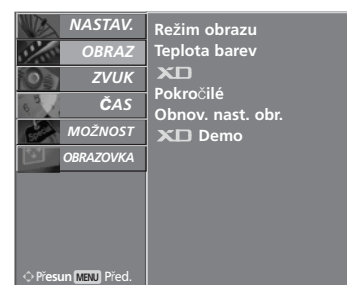 NASTAV.
OBRAZ
ZVUK
ČAS
MOŽNOST
OBRAZOVKA
Režim obrazu
Teplota barev
XD
Pokročilé
Obnov. nast. obr.
XD Demo
Přesun MENU Před.